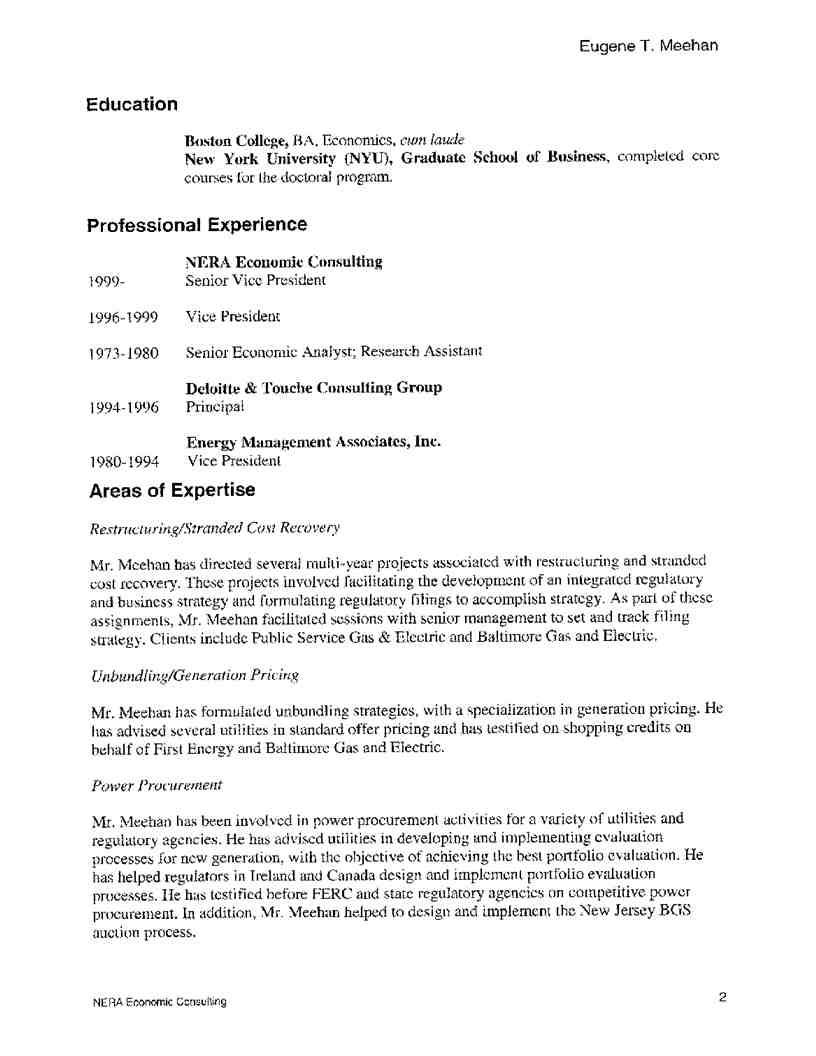 Eugene T. Meehan
Education
Boston College, BA, Economics, cum laude
New York University (NYU), Graduate School of Business, completed core
courses for the doctoral program.
Professional Experience
NERA Economic Consulting
1999- Senior Vice President
1996-1999 Vice President
1973-1980 Senior Economic Analyst; Research Assistant
Deloitte & Touche Consulting Group
1994-1996 Principal
Energy Management Associates, Inc.
1980-1994 Vice President
Areas of Expertise
Restructuring/Stranded Cost Recovery
Mr. Meehan has directed several multi-year projects associated with restructuring and stranded
cost recovery. These projects involved facilitating the development of an integrated regulatory
and business strategy and formulating regulatory filings to accomplish strategy. As part of these
assignments, Mr. Meehan facilitated sessions with senior management to set and track filing
strategy. Clients include Public Service Gas & Electric and Baltimore Gas and Electric.
Unbundling/Generation Pricing
Mr. Meehan has formulated unbundling strategies, with a specialization in generation pricing. He
has advised several utilities in standard offer pricing and has testified on shopping credits on
behalf of First Energy and Baltimore Gas and Electric.
Power Procurement
Mr. Meehan has been involved in power procurement activities for a variety of utilities and
regulatory agencies. He has advised utilities in developing and implementing evaluation
processes for new generation, with the objective of achieving the best portfolio evaluation. He
has helped regulators in Ireland and Canada design and implement portfolio evaluation
processes. He has testified before FERC and state regulatory agencies on competitive power
procurement. In addition, Mr. Meehan helped to design and implement the New Jersey BGS
auction process.
NERA Economic Consulting 2